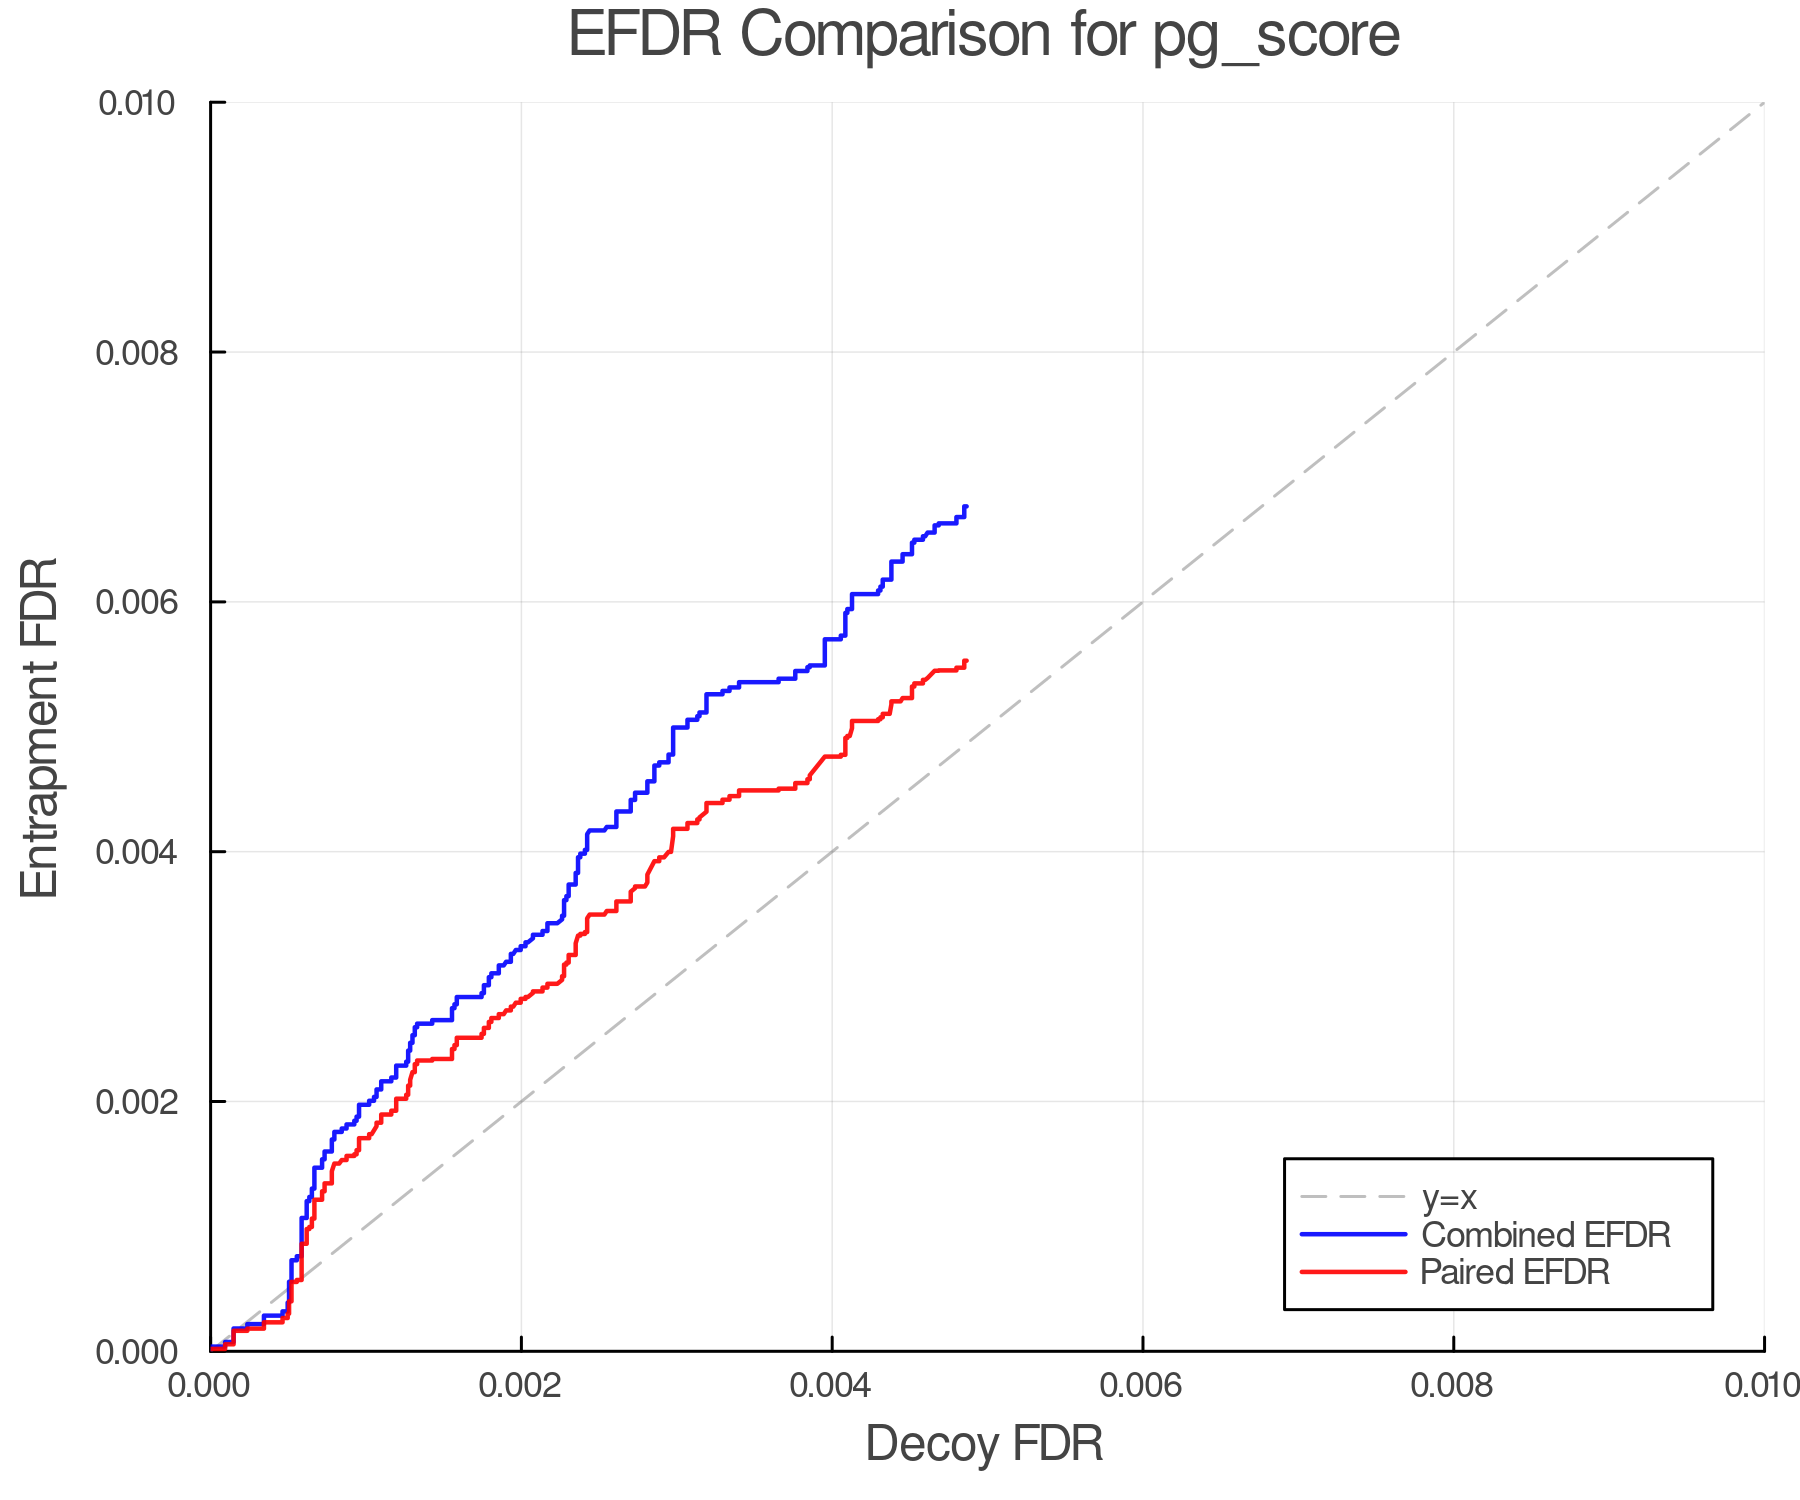 EFDR Comparison for pg_score
0.010
0.008
0.006
0.004
0.002
0.000
Entrapment FDR
y=x
Combined EFDR
Paired EFDR
0.000 0.002 0.004 0.006 0.008 0.010
Decoy FDR